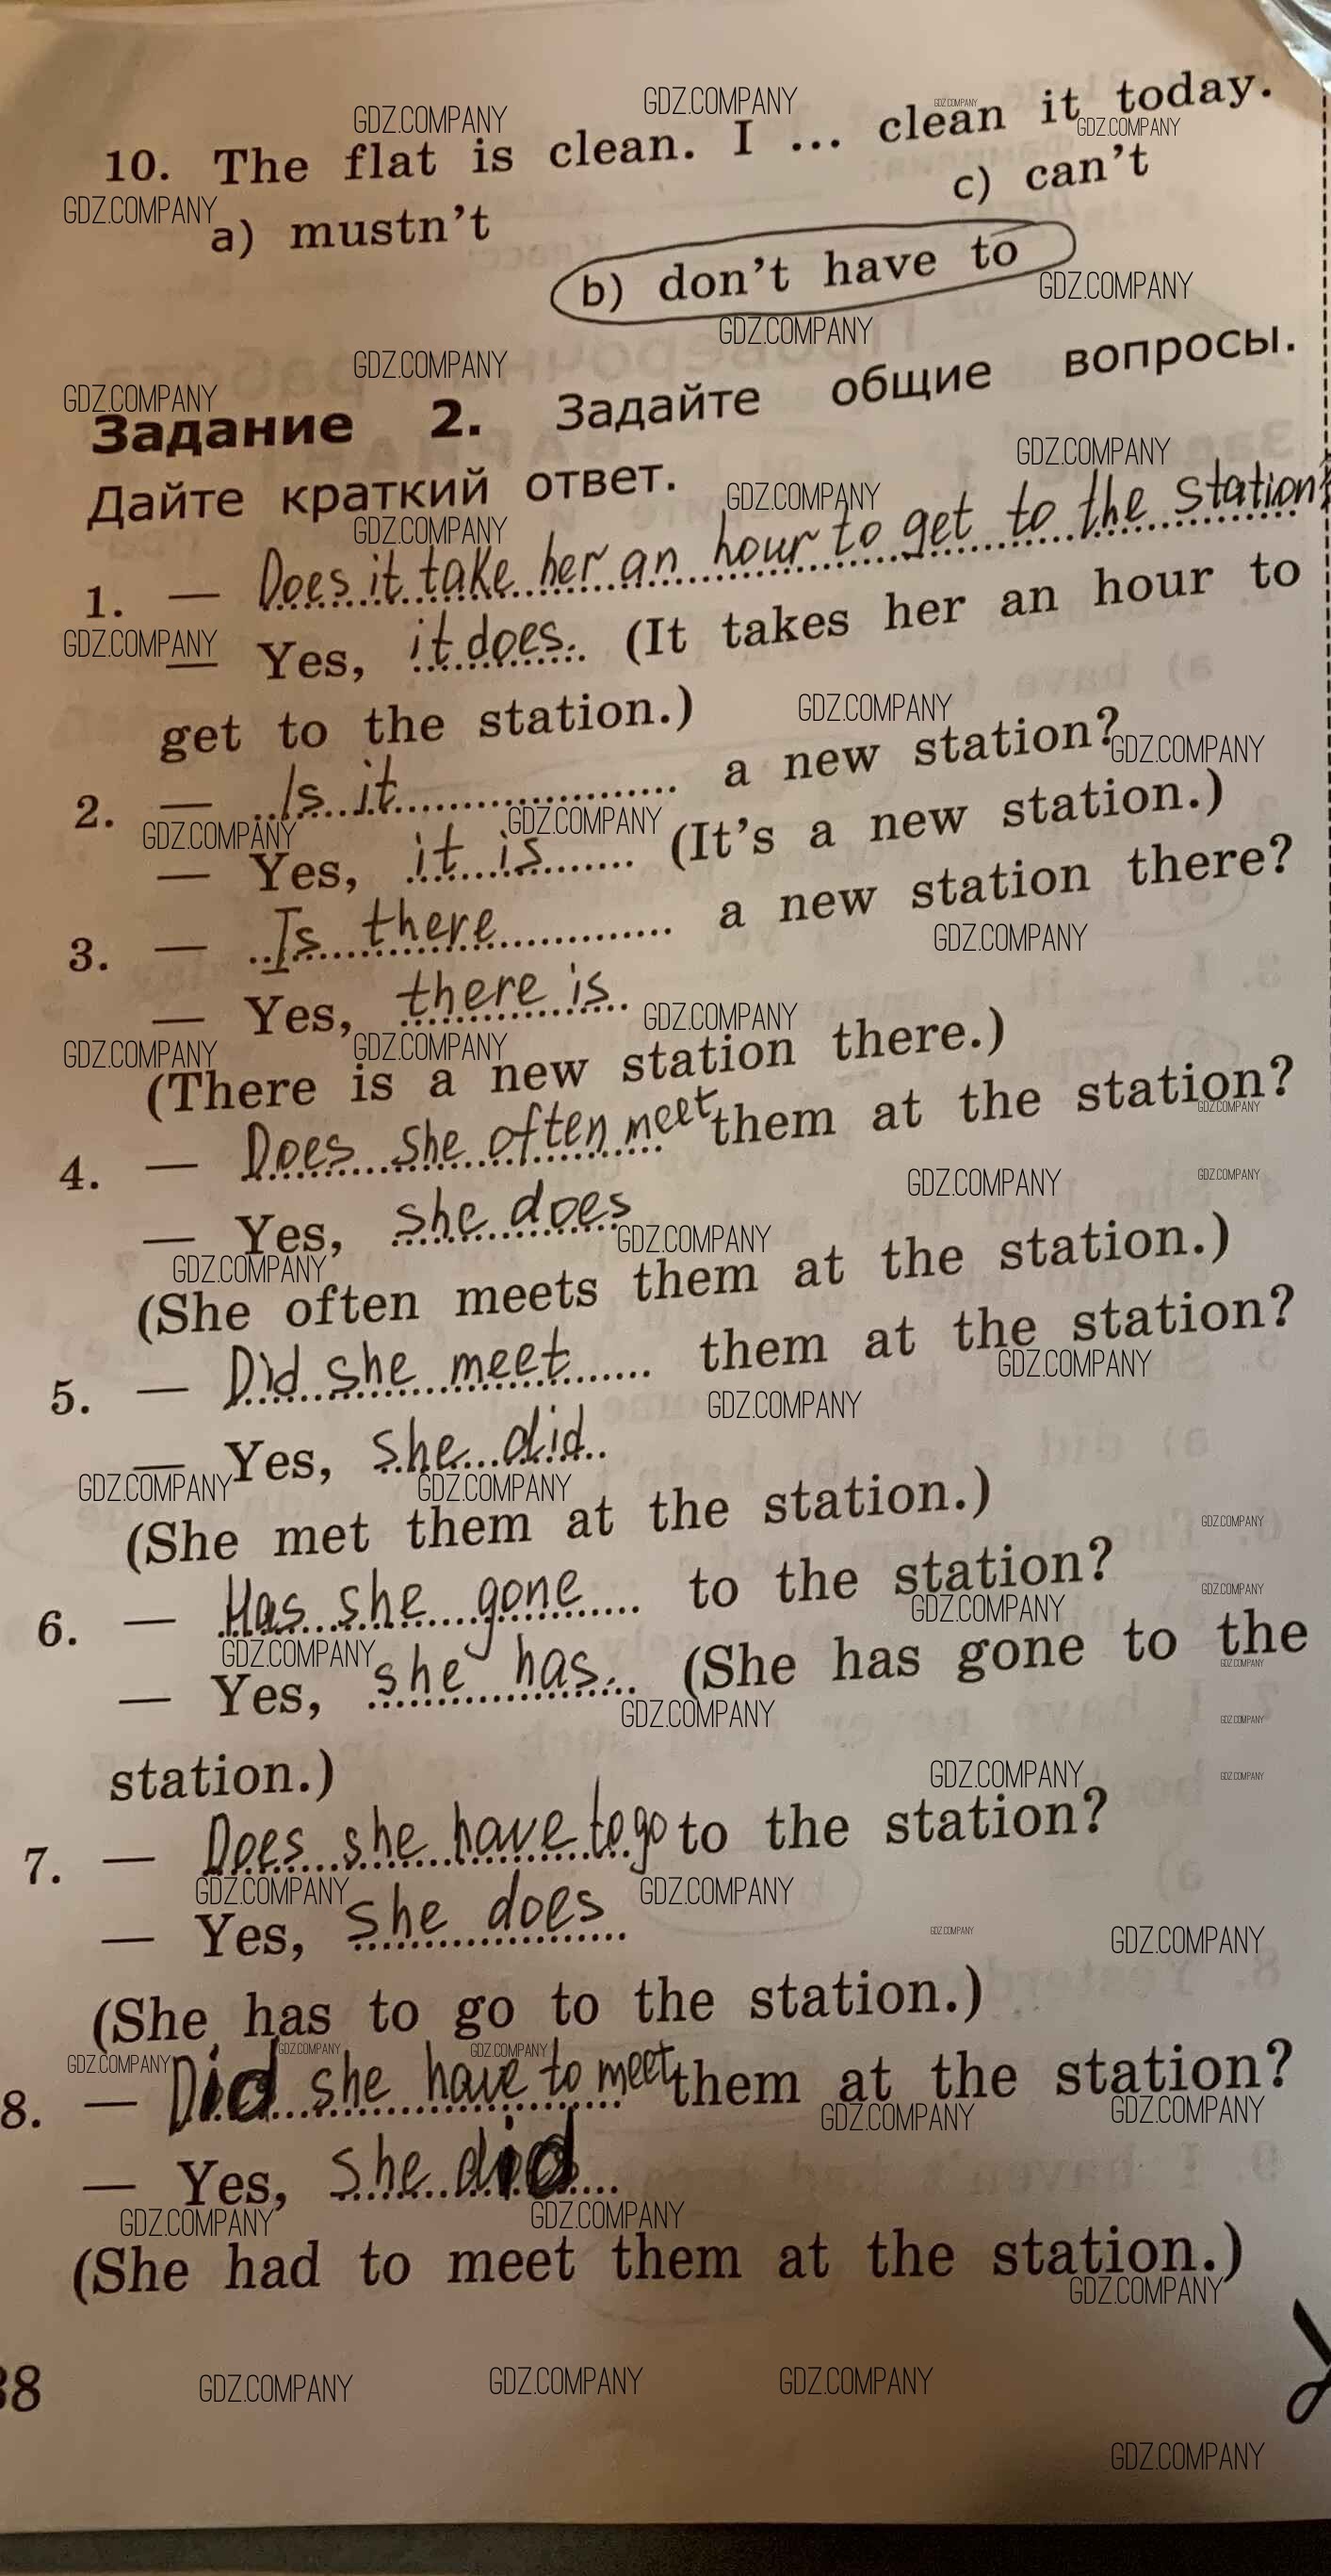 10. The flat is clean. I ... clean it today.
a) mustn't
c) can't
b) don't have to
Задание 2. Задайте общие вопросы.
Дайте краткий ответ.
1. — Does it take her an hour to get to the station?
— Yes, it does. (It takes her an hour to
get to the station.)
2. — Is it a new station?
— Yes, it is (It's a new station.)
3. — Is there a new station there?
— Yes, there is.
(There is a new station there.)
4. — Does she often meet them at the station?
— Yes, she does
(She often meets them at the station.)
5. — Did she meet them at the station?
— Yes, she did.
(She met them at the station.)
6. — Has she gone to the station?
— Yes, she has. (She has gone to the
station.)
7. — Does she have to go to the station?
— Yes, she does
(She has to go to the station.)
8. — Did she have to meet them at the station?
— Yes, she did
(She had to meet them at the station.)
38
GDZ.COMPANY